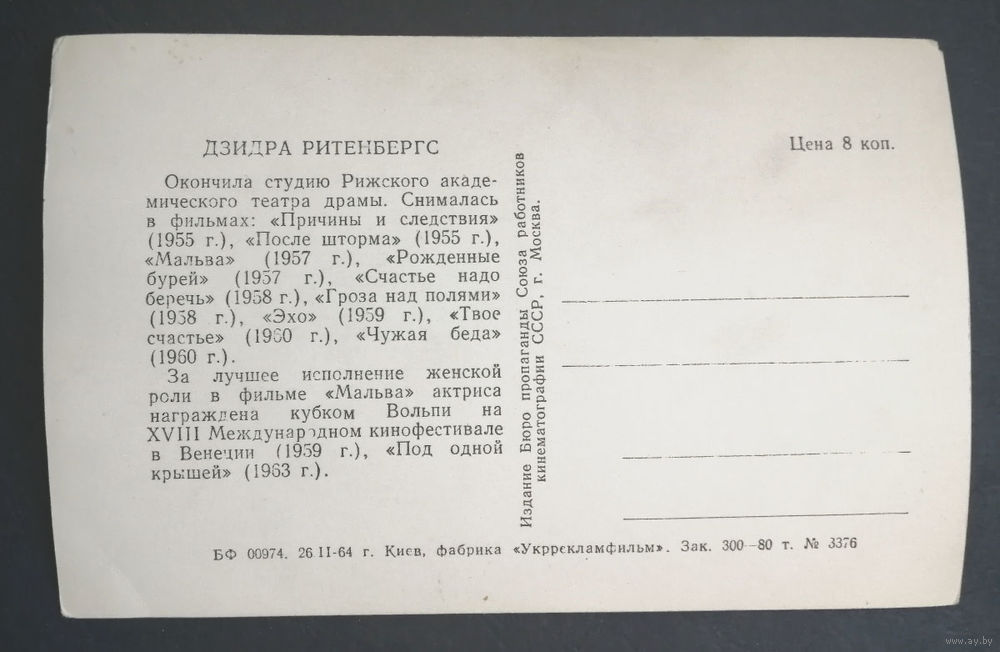 ДЗИДРА РИТЕНБЕРГС
Окончила студию Рижского акаде-
мического театра драмы. Снималась
в фильмах: «Причины и следствия»
(1955 г.), «После шторма» (1955 г.),
«Мальва» (1957 г.), «Рожденные
бурей» (1957 г.), «Счастье надо
беречь» (1958 г.), «Гроза над полями»
(1958 г.), «Эхо» (1959 г.), «Твое
счастье» (1960 г.), «Чужая беда»
(1960 г.).
За лучшее исполнение женской
роли в фильме «Мальва» актриса
награждена кубком Вольпи на
XVIII Международном кинофестивале
в Венеции (1959 г.), «Под одной
крышей» (1963 г.).
Издание Бюро пропаганды Союза работников
кинематографии СССР, г. Москва.
Цена 8 коп.
БФ 00974. 26 II-64 г. Киев, фабрика «Укррекламфильм». Зак. 300—80 т. № 3376
www.ay.by